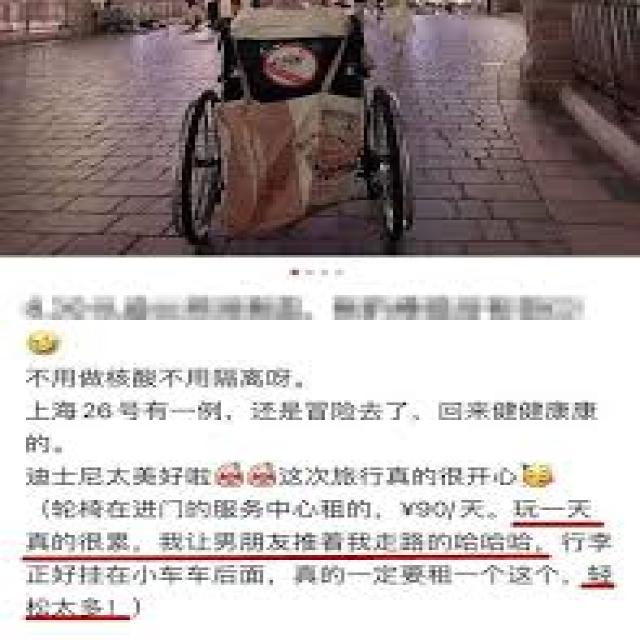 不用做核酸不用隔离呀。
上海26号有一例，还是冒险去了，回来健健康康
的。
迪士尼太美好啦这次旅行真的很开心
（轮椅在进门的服务中心租的，¥90/天。玩一天
真的很累，我让男朋友推着我走路的哈哈哈，行李
正好挂在小车车后面，真的一定要租一个这个，轻
松太多！）